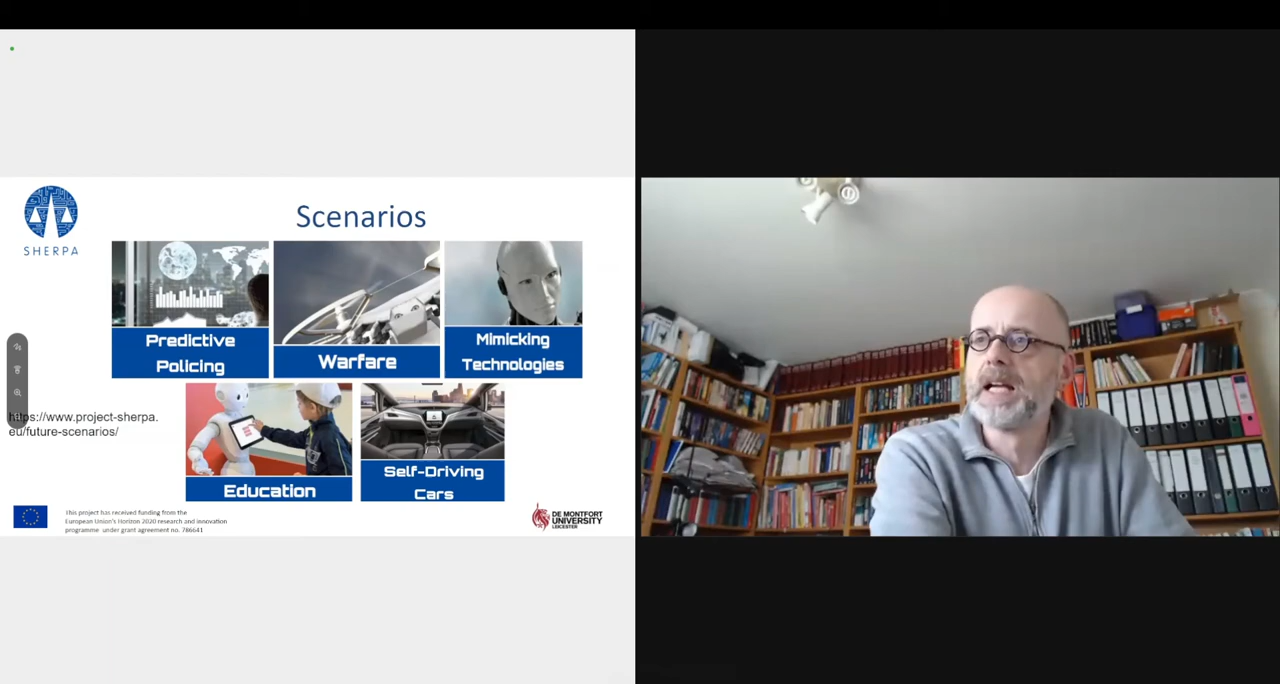 SHERPA
Scenarios
Predictive
Policing
Warfare
Mimicking
Technologies
Education
Self-Driving
Cars
https://www.project-sherpa.
eu/future-scenarios/
This project has received funding from the
European Union's Horizon 2020 research and innovation
programme under grant agreement no. 786641
DE MONTFORT
UNIVERSITY
LEICESTER